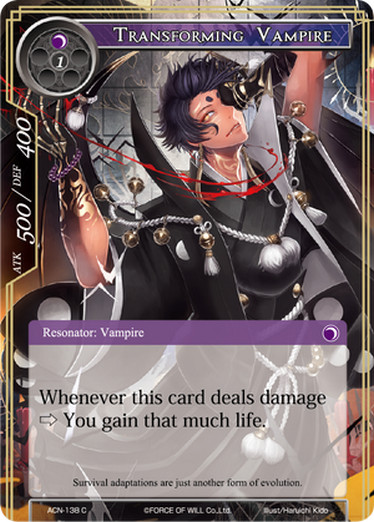 Transforming Vampire
1
ATK 500 / DEF 400
Resonator: Vampire
Whenever this card deals damage
⇨ You gain that much life.
Survival adaptations are just another form of evolution.
ACN-138 C ©FORCE OF WILL Co.,Ltd. Illust/Haruichi Kido